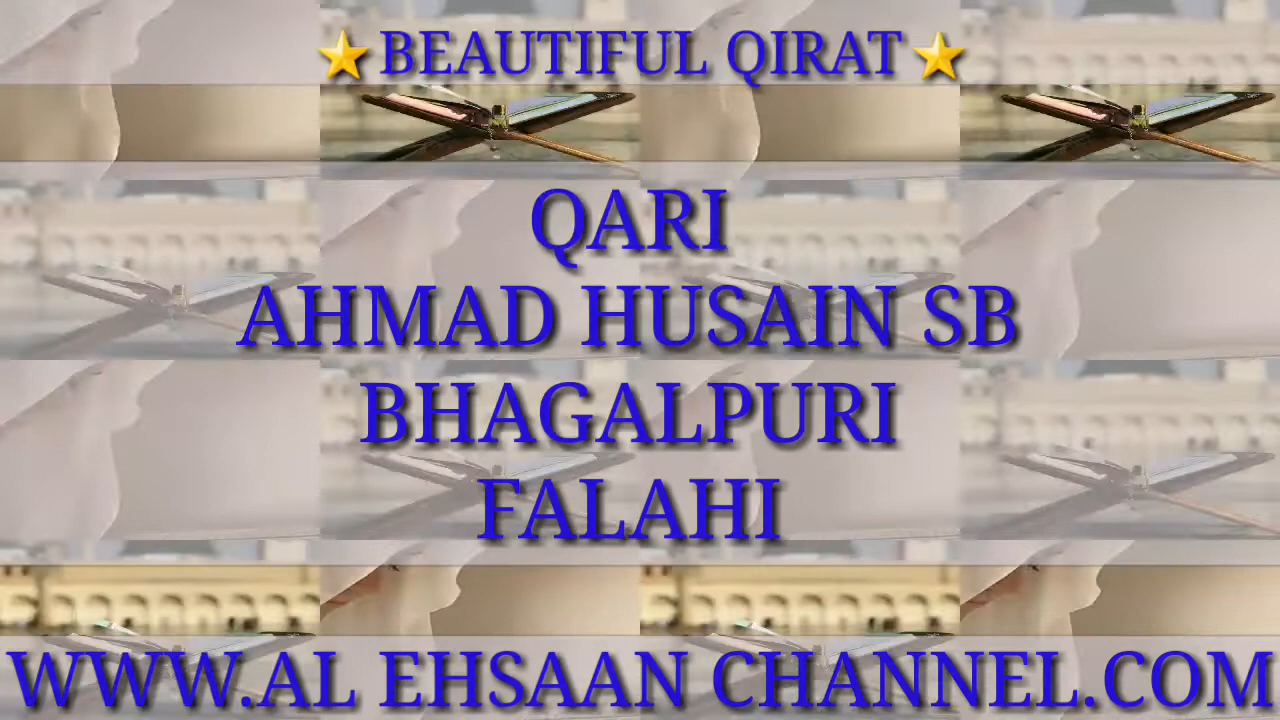 ⭐BEAUTIFUL QIRAT⭐
QARI
AHMAD HUSAIN SB
BHAGALPURI
FALAHI
WWW.AL EHSAAN CHANNEL.COM